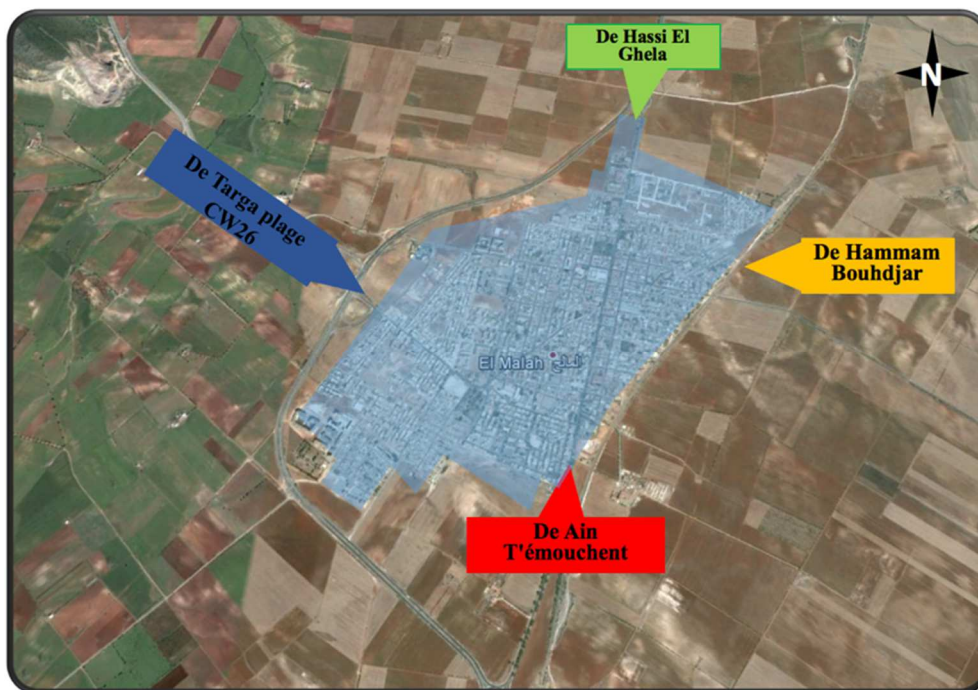 De Hassi El
Ghela
N
De Targa plage
CW26
De Hammam
Bouhdjar
El Malah المالح
De Ain
T'émouchent